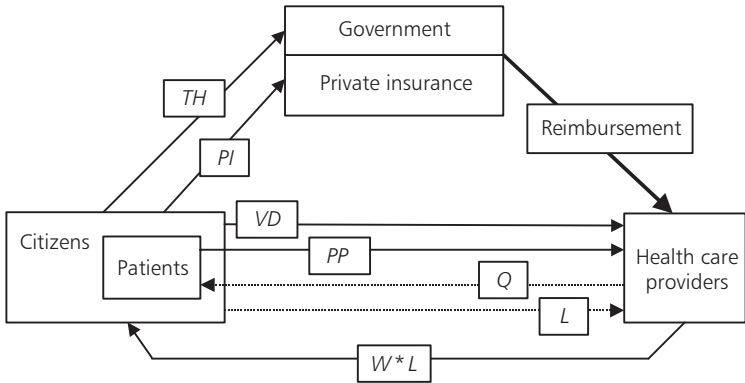 Government
TH
Private insurance
Reimbursement
PI
VD
Citizens
PP
Patients
Health care
providers
Q
L
W * L